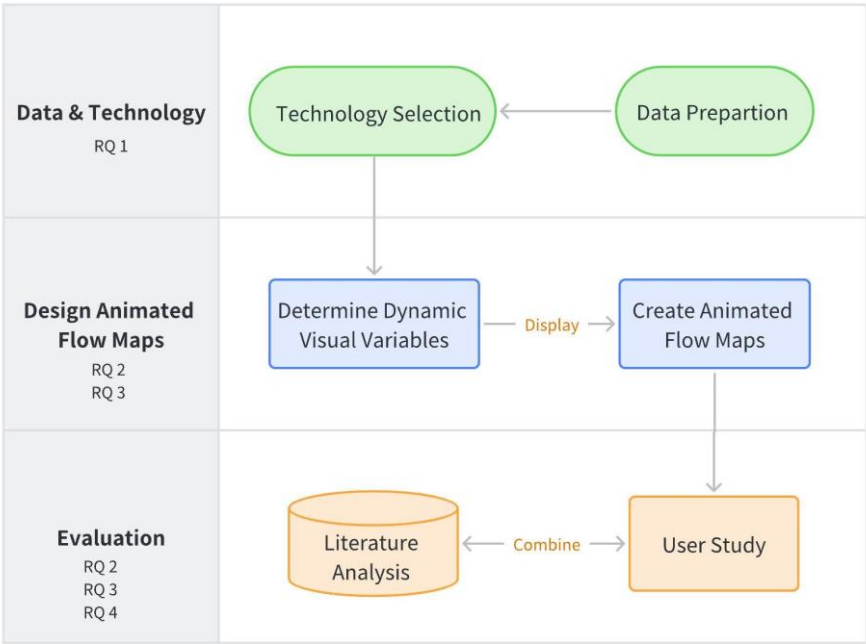 Data & Technology
RQ 1
Technology Selection
Data Prepartion
Design Animated
Flow Maps
RQ 2
RQ 3
Determine Dynamic
Visual Variables
Display
Create Animated
Flow Maps
Evaluation
RQ 2
RQ 3
RQ 4
Literature
Analysis
Combine
User Study